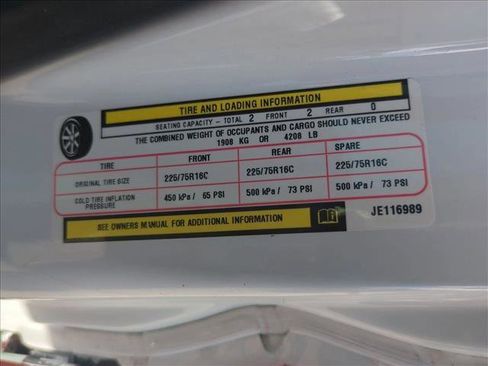 TIRE AND LOADING INFORMATION
SEATING CAPACITY - TOTAL 2 FRONT 2 REAR 0
THE COMBINED WEIGHT OF OCCUPANTS AND CARGO SHOULD NEVER EXCEED
1908 KG OR 4208 LB
TIRE FRONT REAR SPARE
ORIGINAL TIRE SIZE 225/75R16C 225/75R16C 225/75R16C
COLD TIRE INFLATION PRESSURE 450 kPa / 65 PSI 500 kPa / 73 PSI 500 kPa / 73 PSI
SEE OWNERS MANUAL FOR ADDITIONAL INFORMATION JE116989